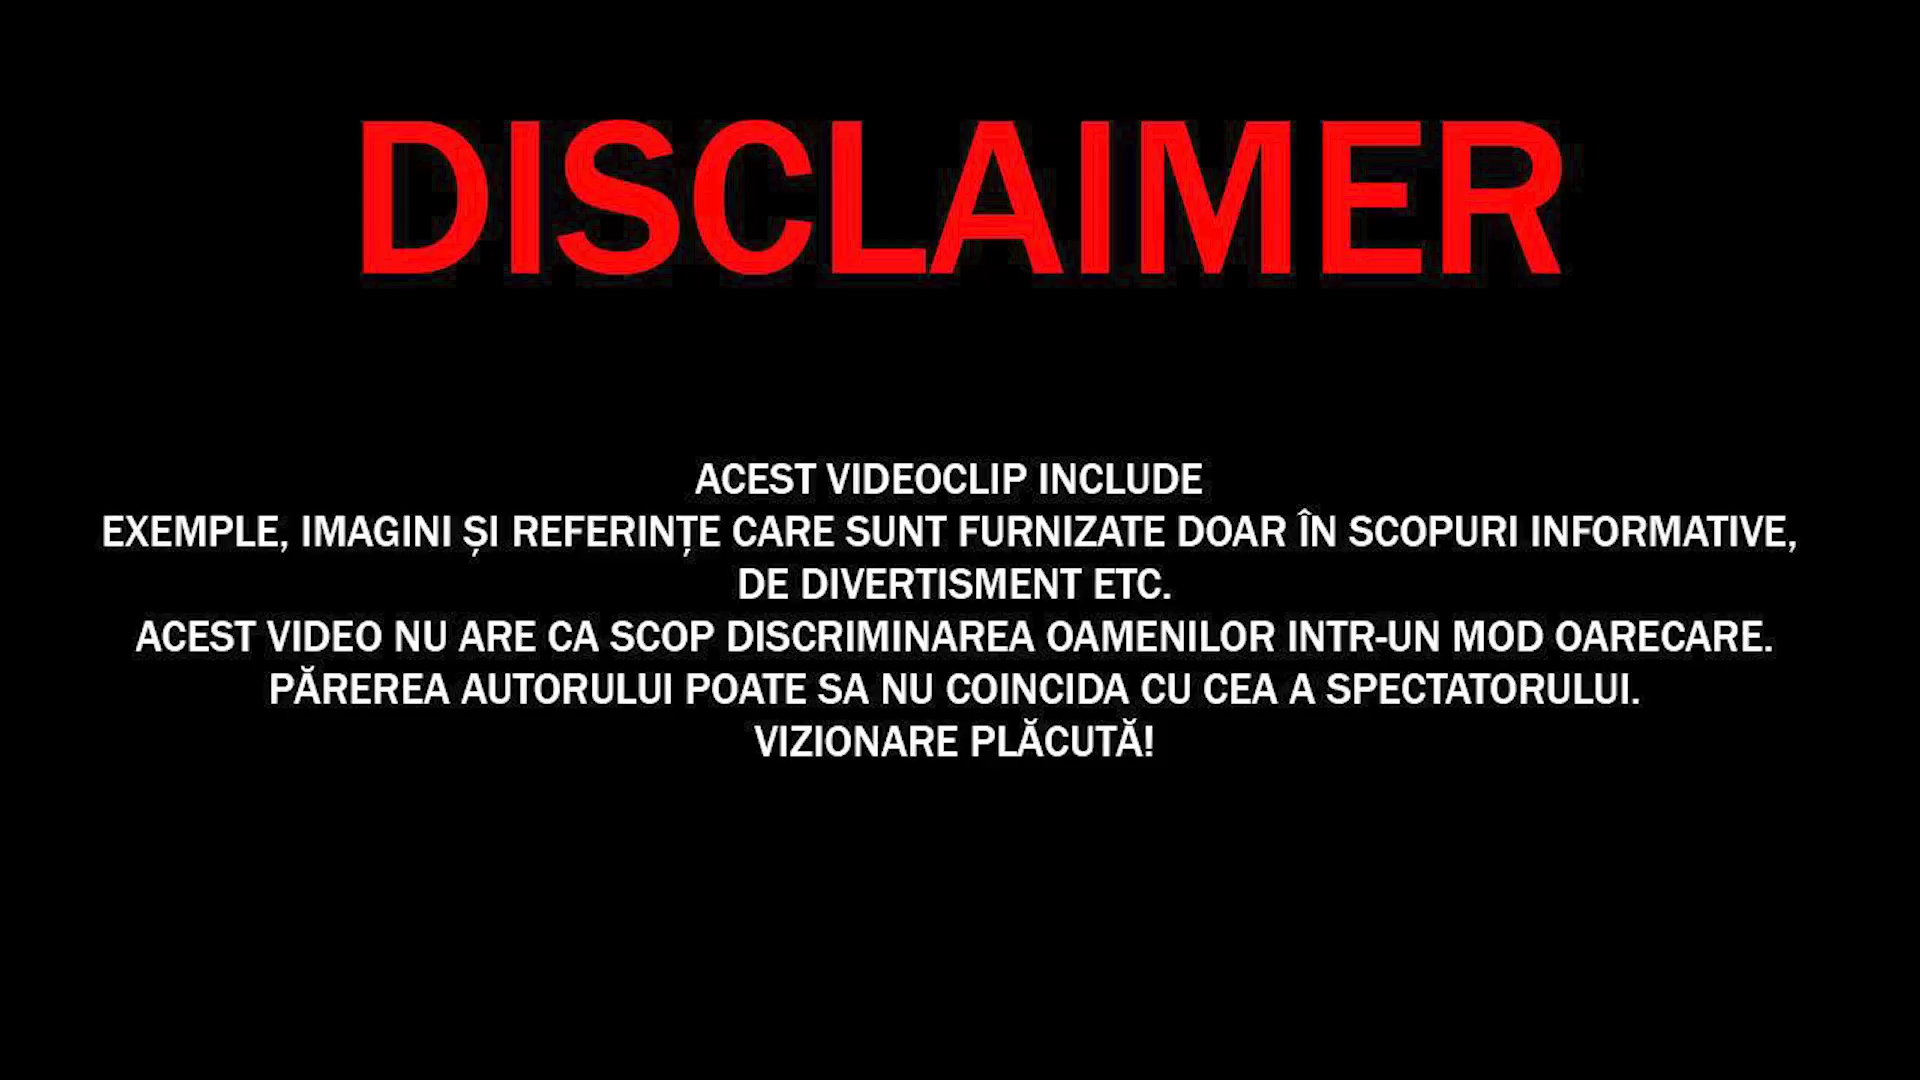 DISCLAIMER
ACEST VIDEOCLIP INCLUDE
EXEMPLE, IMAGINI ȘI REFERINȚE CARE SUNT FURNIZATE DOAR ÎN SCOPURI INFORMATIVE,
DE DIVERTISMENT ETC.
ACEST VIDEO NU ARE CA SCOP DISCRIMINAREA OAMENILOR INTR-UN MOD OARECARE.
PĂREREA AUTORULUI POATE SA NU COINCIDA CU CEA A SPECTATORULUI.
VIZIONARE PLĂCUTĂ!